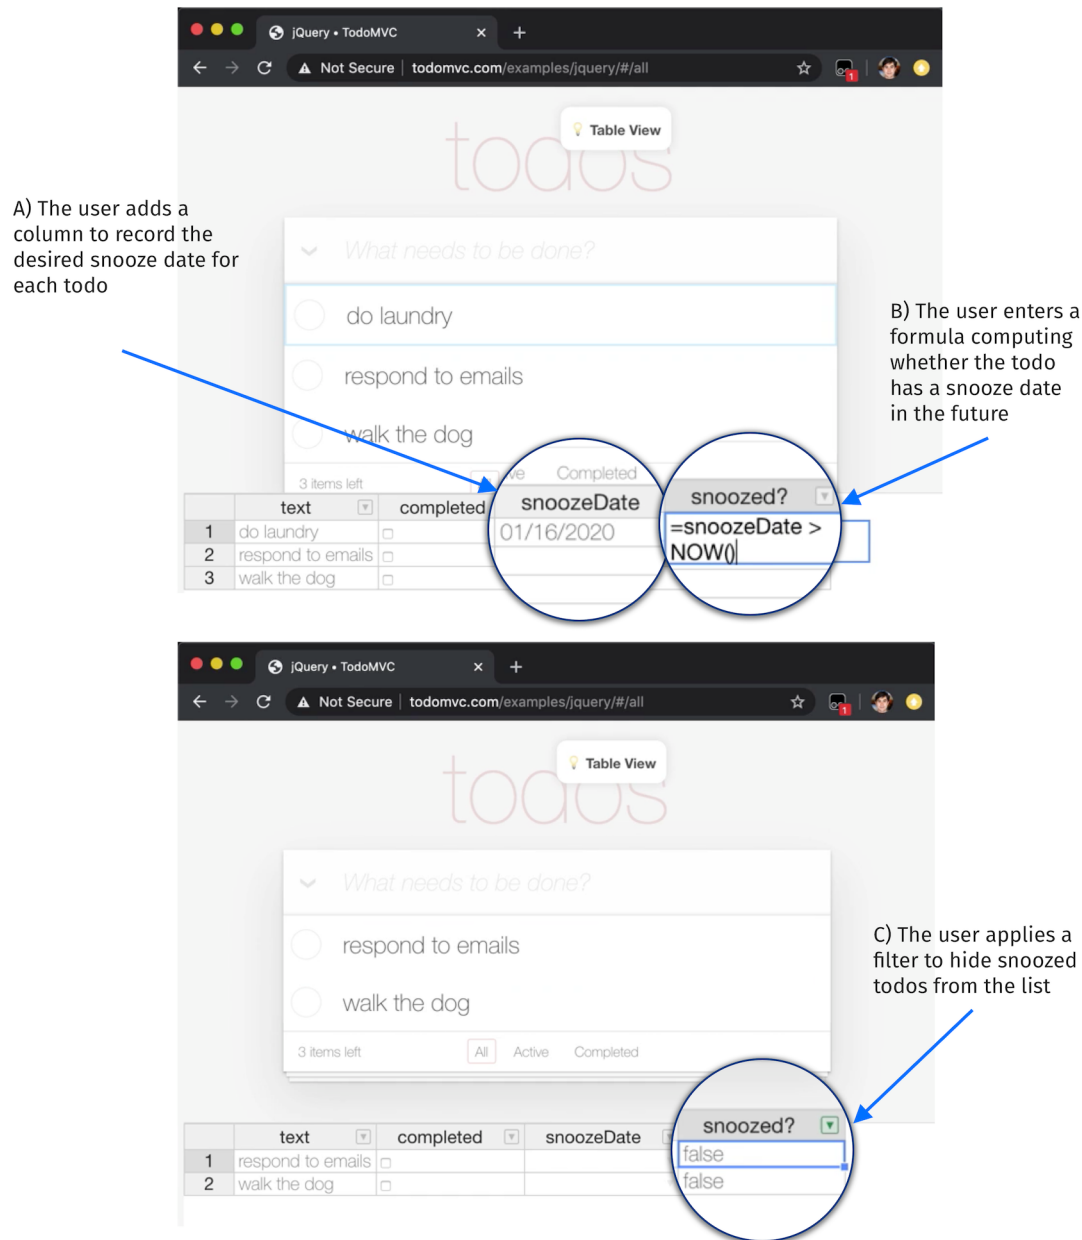 jQuery • TodoMVC
Not Secure | todomvc.com/examples/jquery/#/all
1
Table View
todos
A) The user adds a
column to record the
desired snooze date for
each todo
What needs to be done?
do laundry
B) The user enters a
formula computing
whether the todo
has a snooze date
in the future
respond to emails
walk the dog
3 items left
Completed
text completed snoozeDate snoozed?
1 do laundry 01/16/2020 =snoozeDate >
NOW()
2 respond to emails
3 walk the dog
jQuery • TodoMVC
Not Secure | todomvc.com/examples/jquery/#/all
1
Table View
todos
What needs to be done?
respond to emails
C) The user applies a
filter to hide snoozed
todos from the list
walk the dog
3 items left All Active Completed
text completed snoozeDate snoozed?
1 respond to emails false
2 walk the dog false